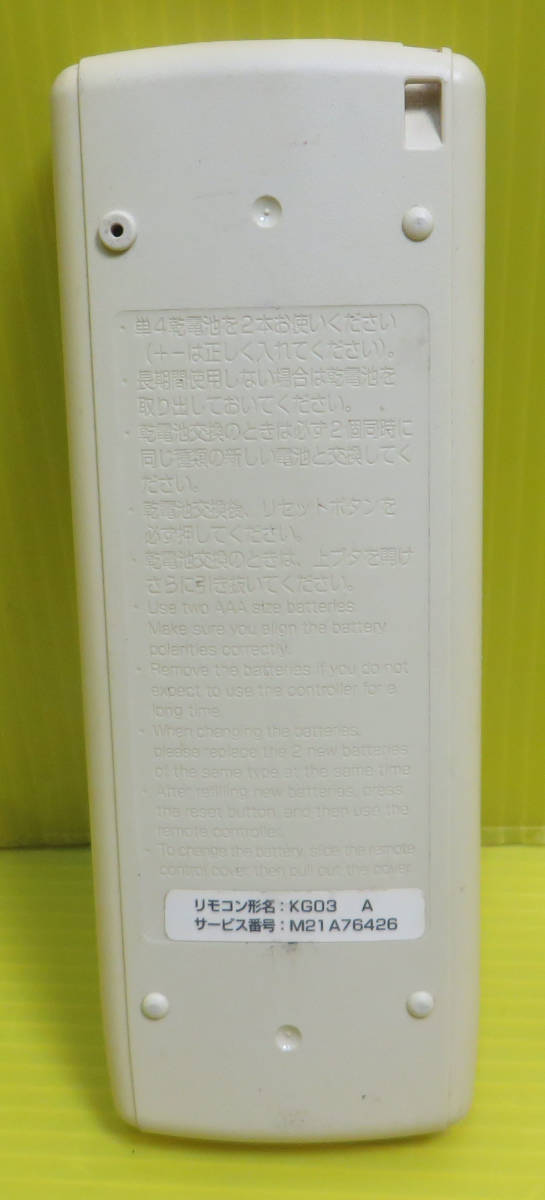 ・単4乾電池を2本お使いください
(＋－は正しく入れてください)。
・長期間使用しない場合は乾電池を
取り出しておいてください。
・乾電池交換のときは必ず2個同時に
同じ種類の新しい電池と交換してく
ださい。
・乾電池交換後、リセットボタンを
必ず押してください。
・乾電池交換のときは、上ブタを開け
さらに引き抜いてください。
・Use two AAA size batteries
Make sure you align the battery
polarities correctly.
・Remove the batteries if you do not
expect to use the controller for a
long time
・When changing the batteries,
please replace the 2 new batteries
of the same type at the same time
・After refilling new batteries, press
the reset button, and then use the
remote controller.
・To change the battery, slide the remote
control cover then pull out the cover
リモコン形名：KG03 A
サービス番号：M21A76426